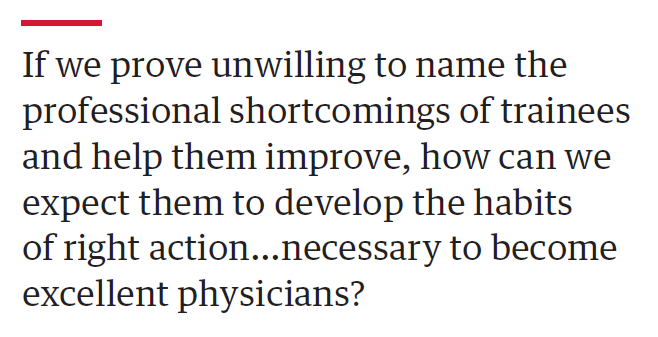 If we prove unwilling to name the
professional shortcomings of trainees
and help them improve, how can we
expect them to develop the habits
of right action...necessary to become
excellent physicians?